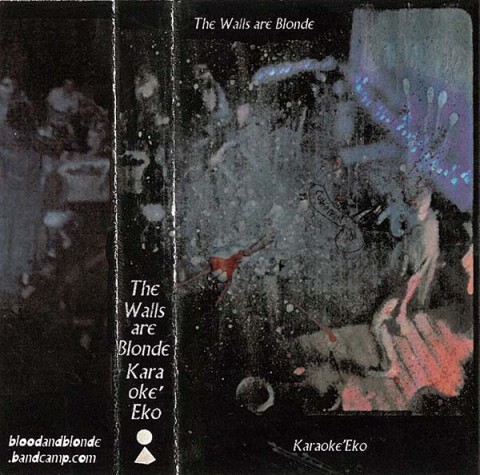 The Walls are Blonde
The
Walls
are
Blonde
Kara
oke'
Eko
bloodandblonde
.bandcamp.com
Karaoke'Eko